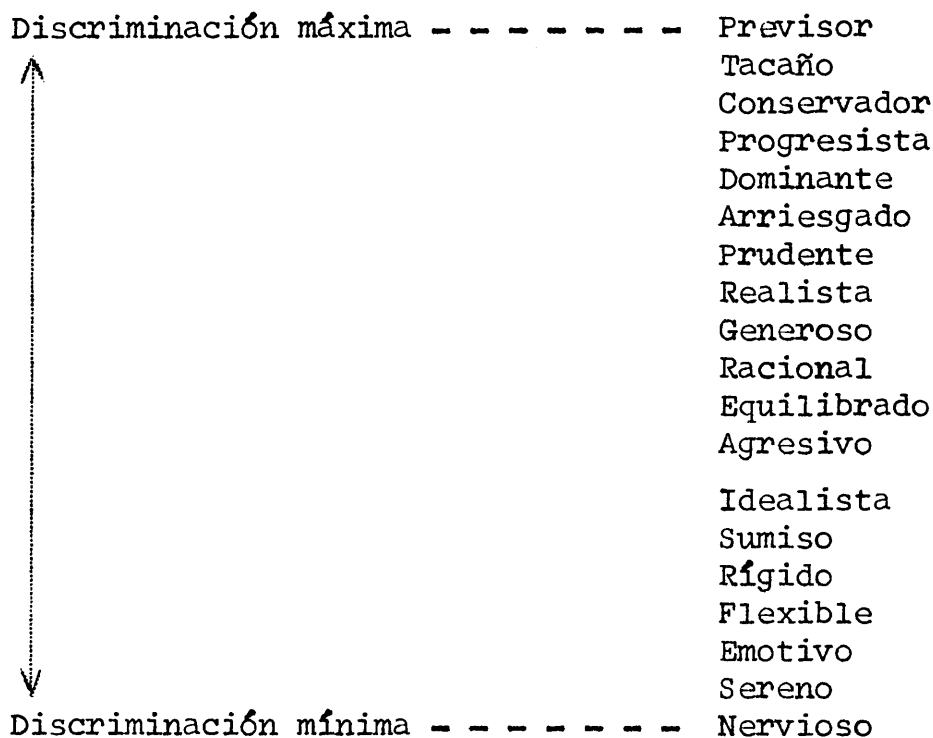 Discriminación máxima - - - - - - - Previsor
Tacaño
Conservador
Progresista
Dominante
Arriesgado
Prudente
Realista
Generoso
Racional
Equilibrado
Agresivo
Idealista
Sumiso
Rígido
Flexible
Emotivo
Sereno
Discriminación mínima - - - - - - - Nervioso